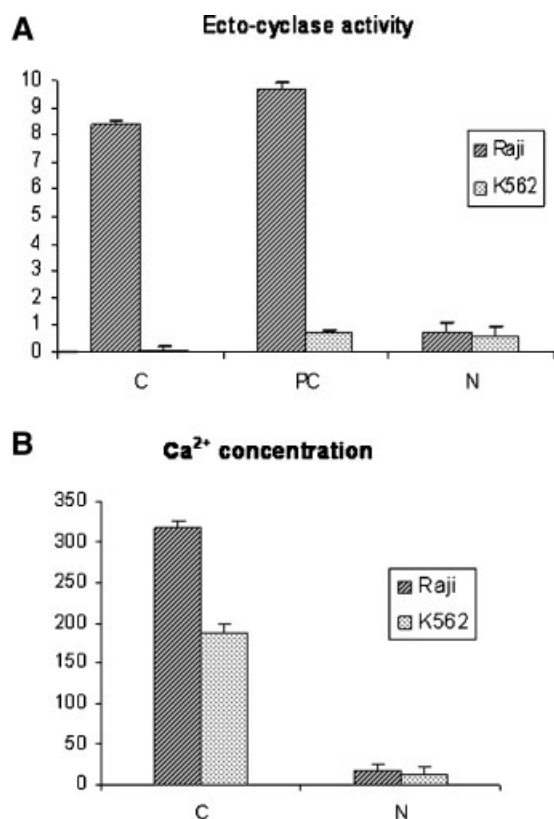 A
Ecto-cyclase activity
10
9
8
7
6
5
4
3
2
1
0
Raji
K562
C PC N
B
Ca²⁺ concentration
350
300
250
200
150
100
50
0
Raji
K562
C N